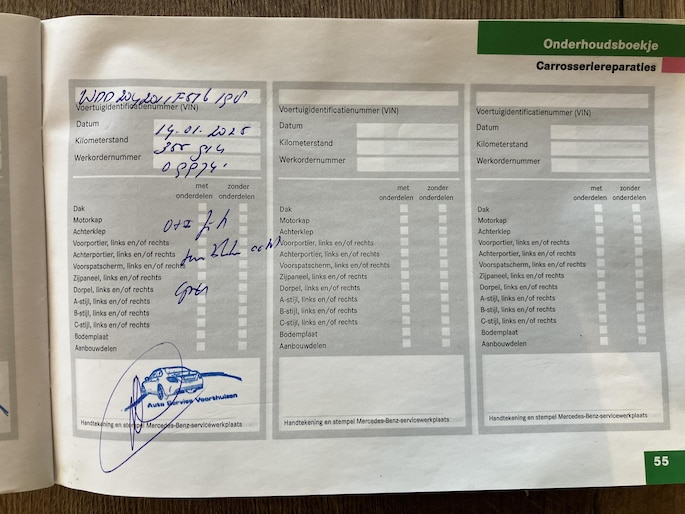 Onderhoudsboekje
Carrosseriereparaties
Voertuigidentificatienummer (VIN)
Datum
14.01.2025
Kilometerstand
Werkordernummer
met onderdelen
zonder onderdelen
Dak
Motorkap
Achterklep
Voorportier, links en/of rechts
Achterportier, links en/of rechts
Voorspatscherm, links en/of rechts
Zijpaneel, links en/of rechts
Dorpel, links en/of rechts
A-stijl, links en/of rechts
B-stijl, links en/of rechts
C-stijl, links en/of rechts
Bodemplaat
Aanbouwdelen
Auto Service Voorthuizen
Handtekening en stempel Mercedes-Benz-servicewerkplaats
Voertuigidentificatienummer (VIN)
Datum
Kilometerstand
Werkordernummer
met onderdelen
zonder onderdelen
Dak
Motorkap
Achterklep
Voorportier, links en/of rechts
Achterportier, links en/of rechts
Voorspatscherm, links en/of rechts
Zijpaneel, links en/of rechts
Dorpel, links en/of rechts
A-stijl, links en/of rechts
B-stijl, links en/of rechts
C-stijl, links en/of rechts
Bodemplaat
Aanbouwdelen
Handtekening en stempel Mercedes-Benz-servicewerkplaats
Voertuigidentificatienummer (VIN)
Datum
Kilometerstand
Werkordernummer
met onderdelen
zonder onderdelen
Dak
Motorkap
Achterklep
Voorportier, links en/of rechts
Achterportier, links en/of rechts
Voorspatscherm, links en/of rechts
Zijpaneel, links en/of rechts
Dorpel, links en/of rechts
A-stijl, links en/of rechts
B-stijl, links en/of rechts
C-stijl, links en/of rechts
Bodemplaat
Aanbouwdelen
Handtekening en stempel Mercedes-Benz-servicewerkplaats
55